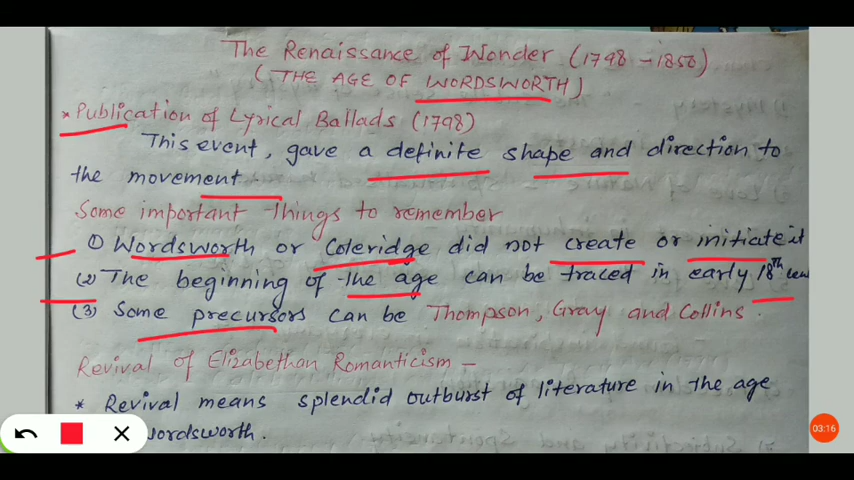 The Renaissance of Wonder (1798 - 1850)
(THE AGE OF WORDSWORTH)
* Publication of Lyrical Ballads (1798)
This event, gave a definite shape and direction to
the movement
Some important things to remember
(1) Wordsworth or Coleridge did not create or initiate it
(2) The beginning of the age can be traced in early 18th cen
(3) Some precursors can be Thompson, Gray and Collins.
Revival of Elizabethan Romanticism -
* Revival means splendid outburst of literature in the age
wordsworth.
03:16